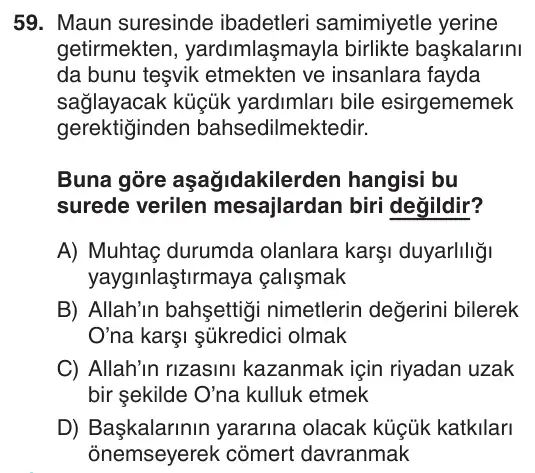 59. Maun suresinde ibadetleri samimiyetle yerine
getirmekten, yardımlaşmayla birlikte başkalarını
da bunu teşvik etmekten ve insanlara fayda
sağlayacak küçük yardımları bile esirgememek
gerektiğinden bahsedilmektedir.
Buna göre aşağıdakilerden hangisi bu
surede verilen mesajlardan biri değildir?
A) Muhtaç durumda olanlara karşı duyarlılığı
yaygınlaştırmaya çalışmak
B) Allah'ın bahşettiği nimetlerin değerini bilerek
O'na karşı şükredici olmak
C) Allah'ın rızasını kazanmak için riyadan uzak
bir şekilde O'na kulluk etmek
D) Başkalarının yararına olacak küçük katkıları
önemseyerek cömert davranmak